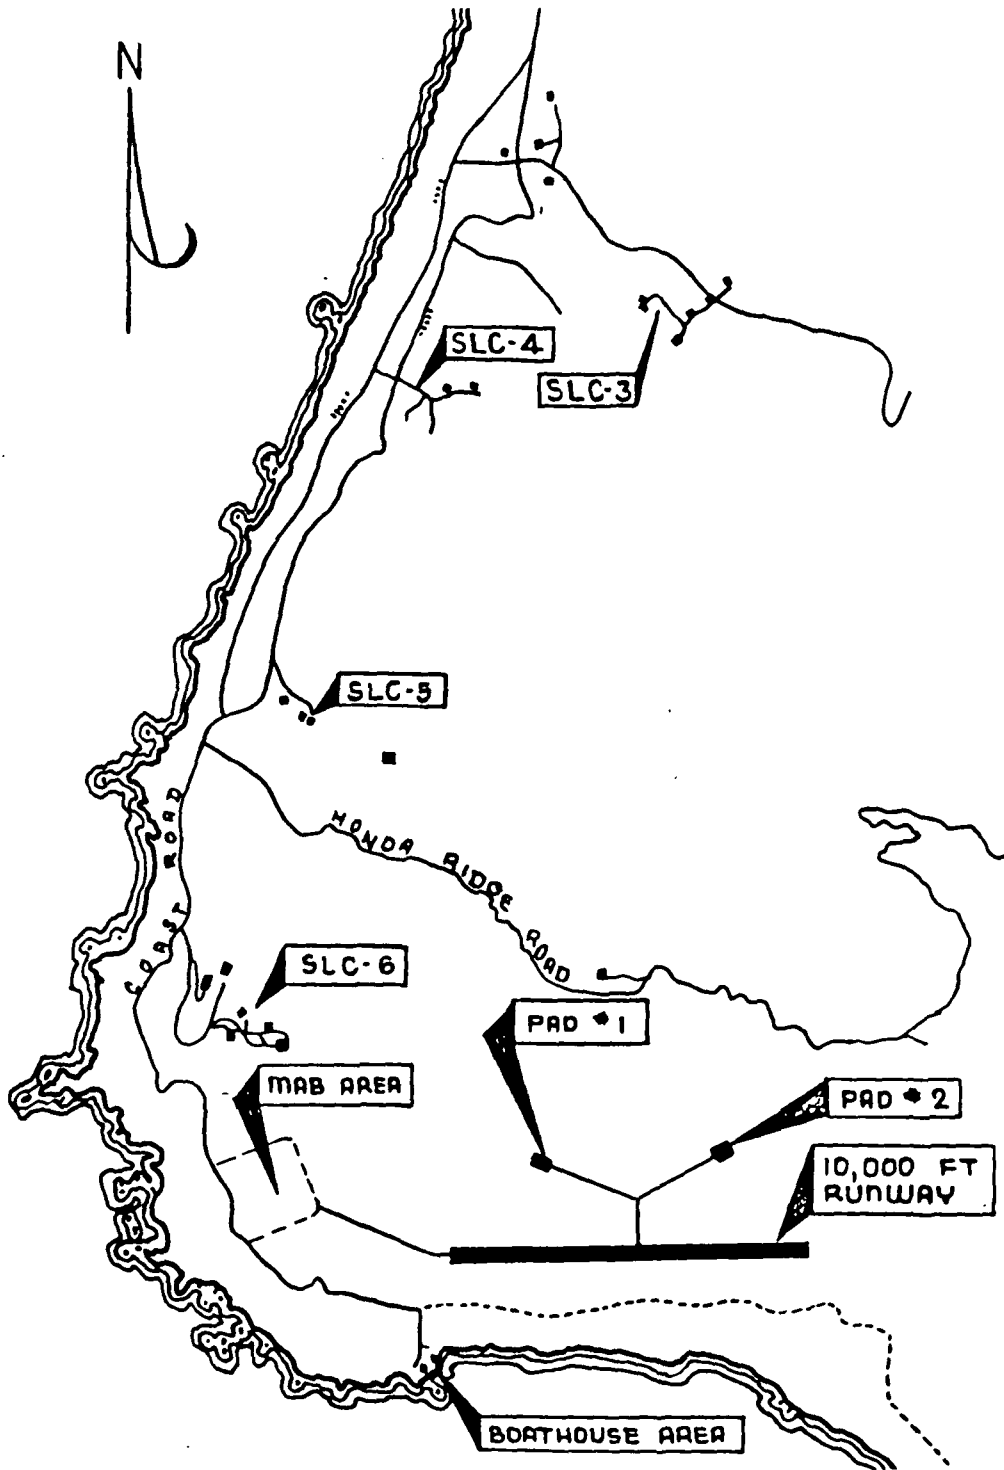 N
SLC-4
SLC-3
SLC-5
COAST ROAD
HONDA RIDGE ROAD
SLC-6
PAD #1
MAB AREA
PAD #2
10,000 FT
RUNWAY
BOATHOUSE AREA